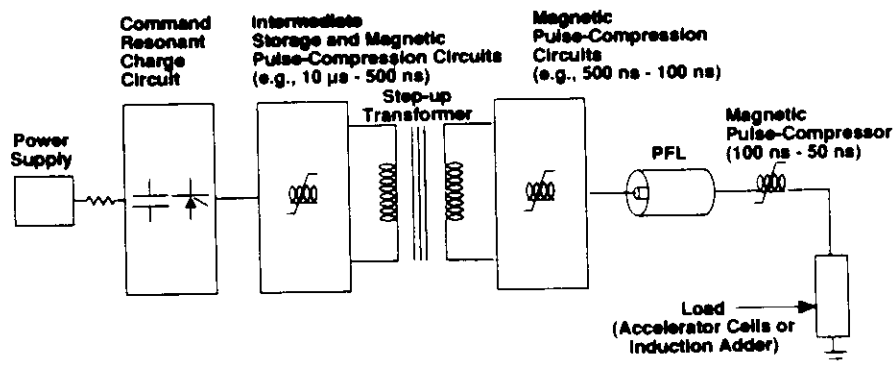 Command
Resonant
Charge
Circuit
Intermediate
Storage and Magnetic
Pulse-Compression Circuits
(e.g., 10 µs - 500 ns)
Step-up
Transformer
Magnetic
Pulse-Compression
Circuits
(e.g., 500 ns - 100 ns)
Magnetic
Pulse-Compressor
(100 ns - 50 ns)
Power
Supply
PFL
Load
(Accelerator Cells or
Induction Adder)